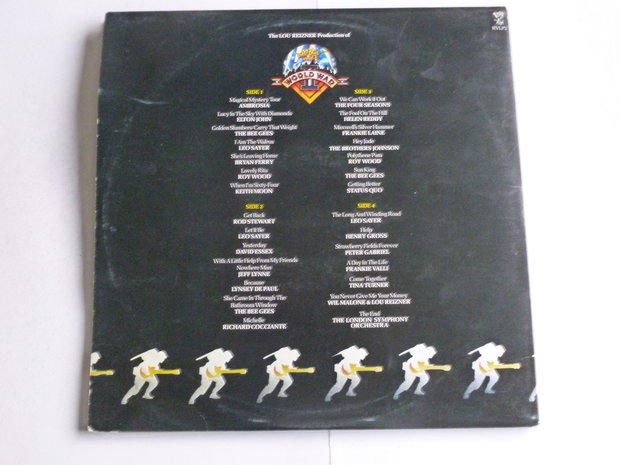 The LOU REIZNER Production of
WORLD WAR
II
RVLP2
SIDE 1
Magical Mystery Tour
AMBROSIA
Lucy In The Sky With Diamonds
ELTON JOHN
Golden Slumbers/Carry That Weight
THE BEE GEES
I Am The Walrus
LEO SAYER
She's Leaving Home
BRYAN FERRY
Lovely Rita
ROY WOOD
When I'm Sixty-Four
KEITH MOON
SIDE 2
Get Back
ROD STEWART
Let It Be
LEO SAYER
Yesterday
DAVID ESSEX
With A Little Help From My Friends
Nowhere Man
JEFF LYNNE
Because
LYNSEY DE PAUL
She Came In Through The
Bathroom Window
THE BEE GEES
Michelle
RICHARD COCCIANTE
SIDE 3
We Can Work It Out
THE FOUR SEASONS
The Fool On The Hill
HELEN REDDY
Maxwell's Silver Hammer
FRANKIE LAINE
Hey Jude
THE BROTHERS JOHNSON
Polythene Pam
ROY WOOD
Sun King
THE BEE GEES
Getting Better
STATUS QUO
SIDE 4
The Long And Winding Road
LEO SAYER
Help
HENRY GROSS
Strawberry Fields Forever
PETER GABRIEL
A Day In The Life
FRANKIE VALLI
Come Together
TINA TURNER
You Never Give Me Your Money
WIL MALONE & LOU REIZNER
The End
THE LONDON SYMPHONY
ORCHESTRA